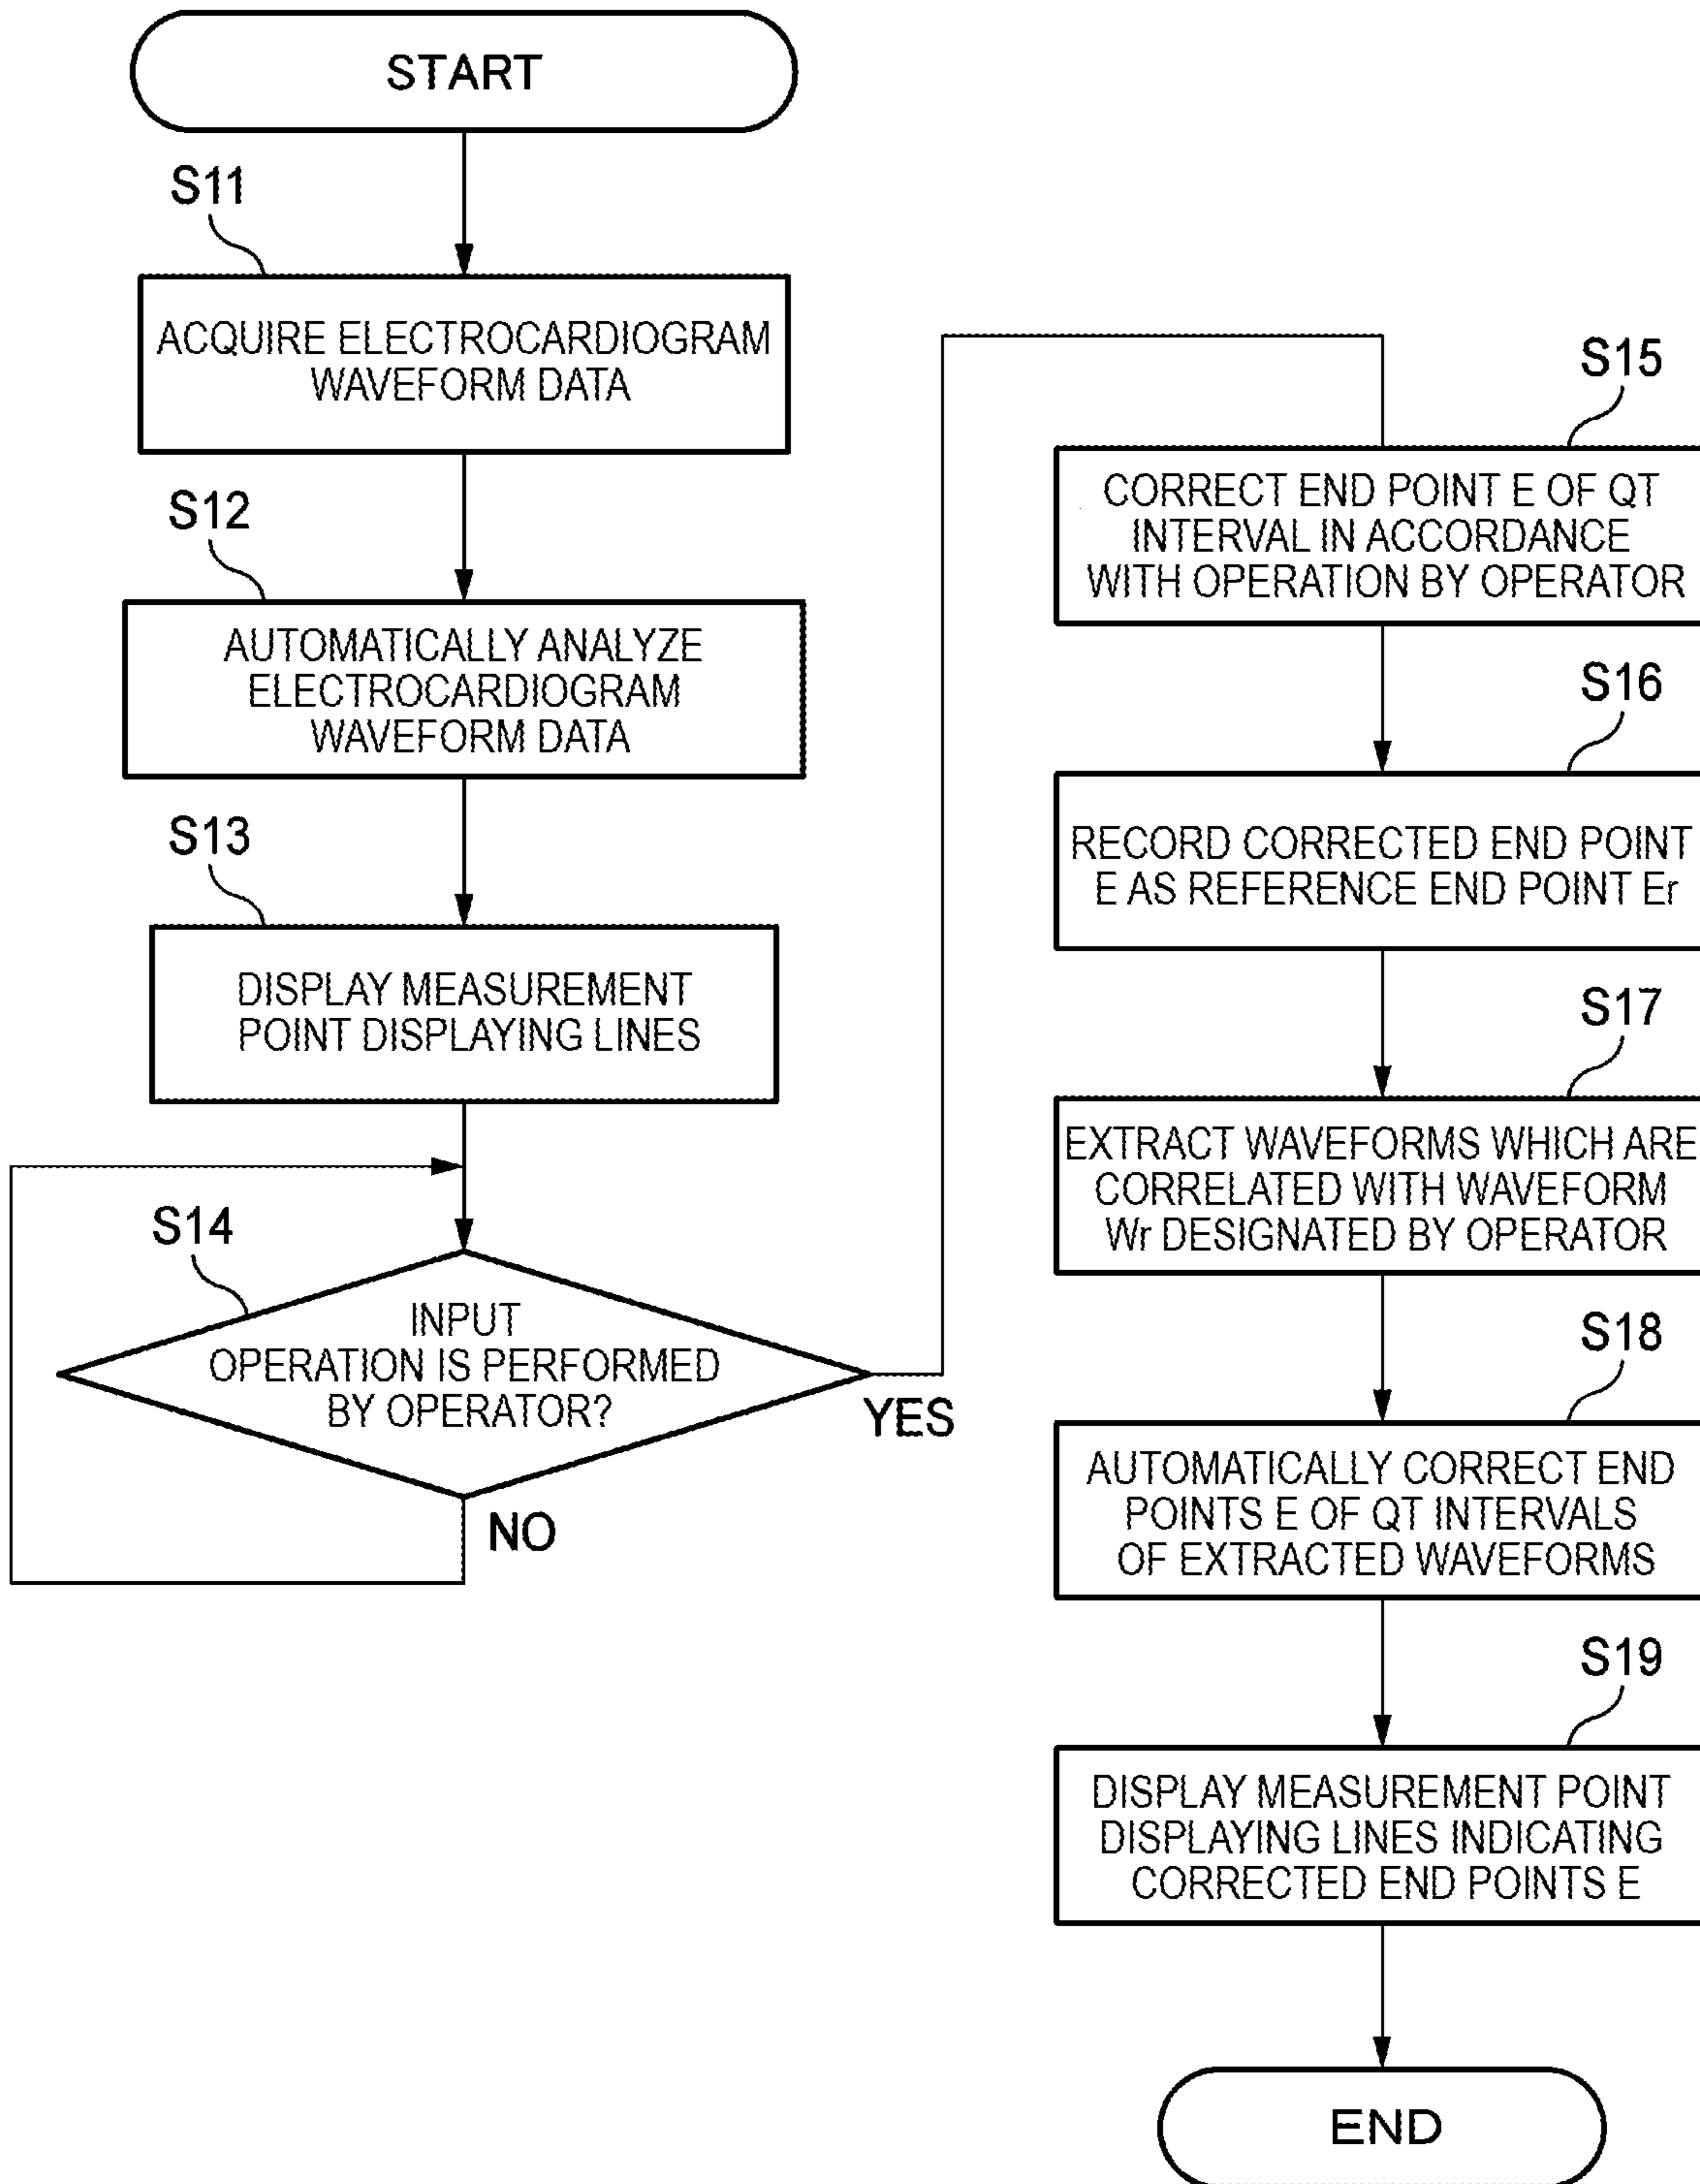 START
S11
ACQUIRE ELECTROCARDIOGRAM
WAVEFORM DATA
S12
AUTOMATICALLY ANALYZE
ELECTROCARDIOGRAM
WAVEFORM DATA
S13
DISPLAY MEASUREMENT
POINT DISPLAYING LINES
S14
INPUT
OPERATION IS PERFORMED
BY OPERATOR?
YES
NO
S15
CORRECT END POINT E OF QT
INTERVAL IN ACCORDANCE
WITH OPERATION BY OPERATOR
S16
RECORD CORRECTED END POINT
E AS REFERENCE END POINT Er
S17
EXTRACT WAVEFORMS WHICH ARE
CORRELATED WITH WAVEFORM
Wr DESIGNATED BY OPERATOR
S18
AUTOMATICALLY CORRECT END
POINTS E OF QT INTERVALS
OF EXTRACTED WAVEFORMS
S19
DISPLAY MEASUREMENT POINT
DISPLAYING LINES INDICATING
CORRECTED END POINTS E
END